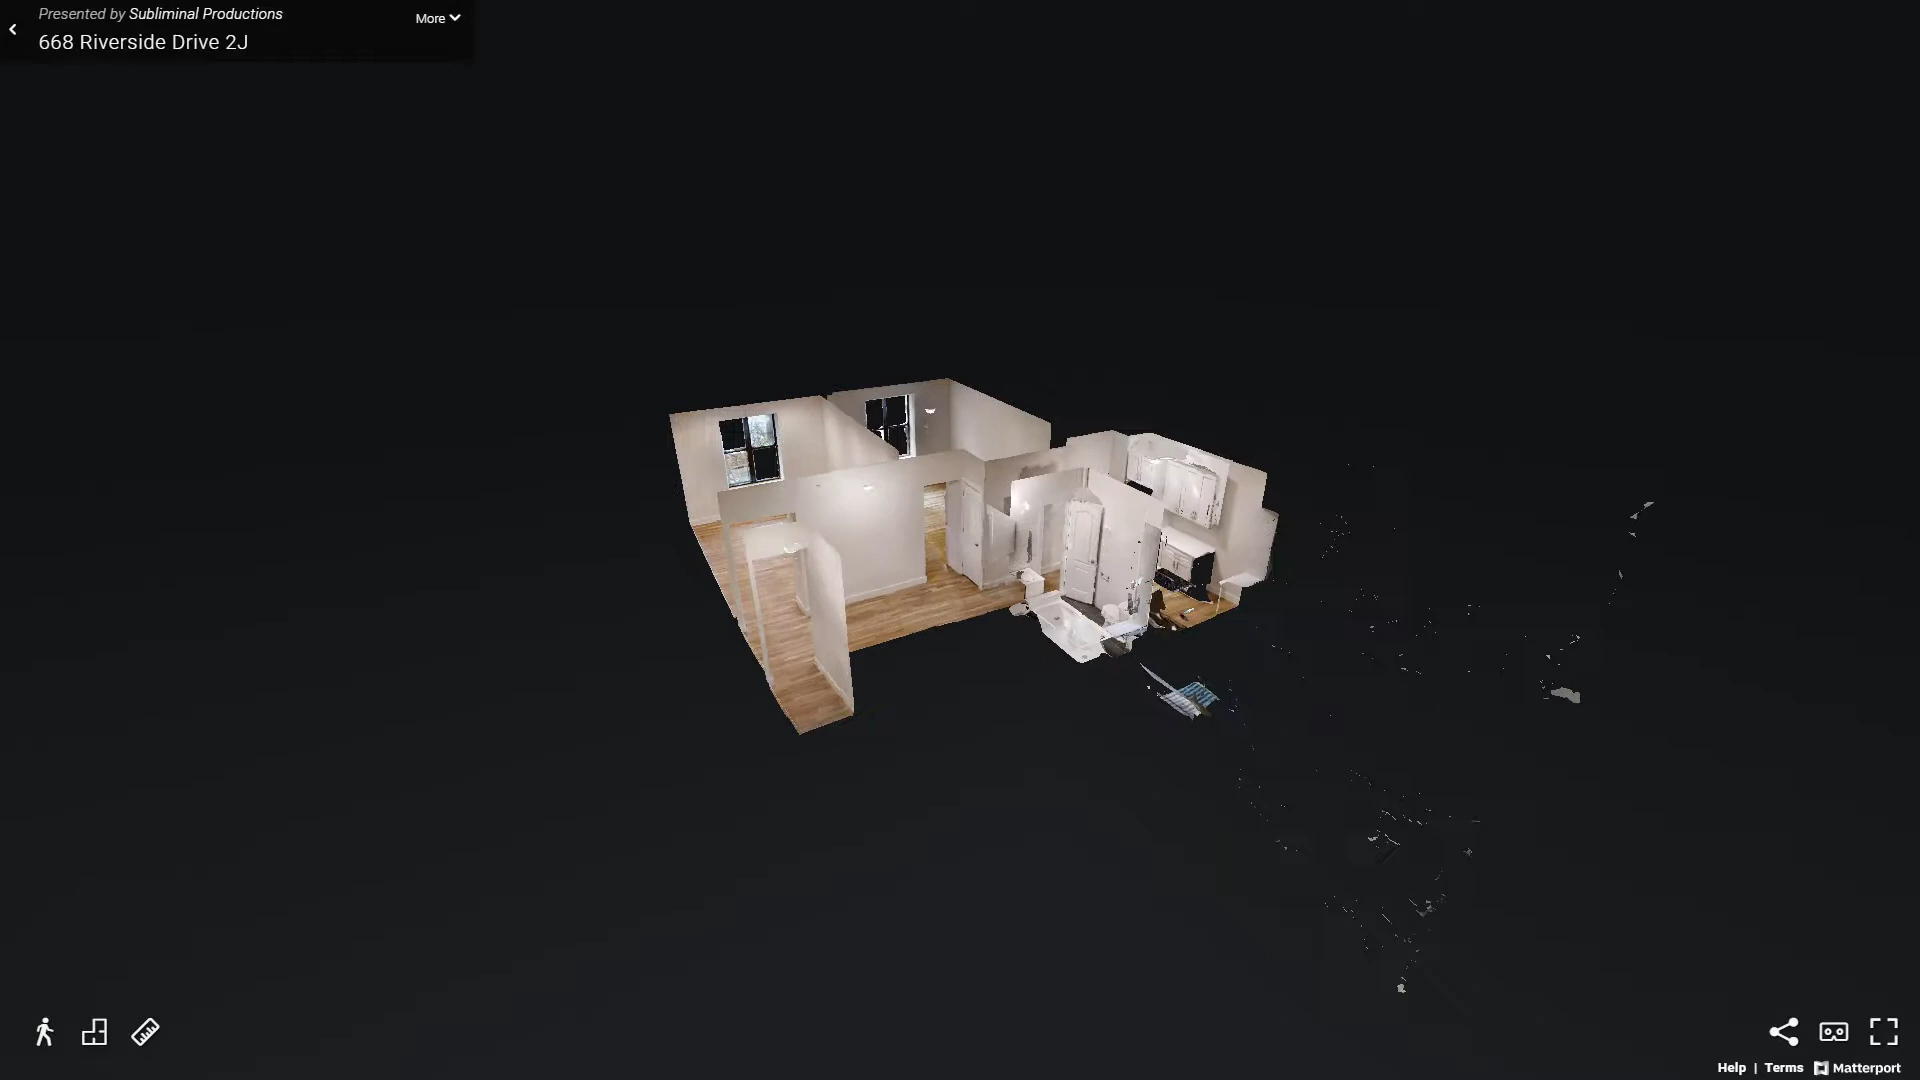 Presented by Subliminal Productions
More
668 Riverside Drive 2J
Help | Terms Matterport